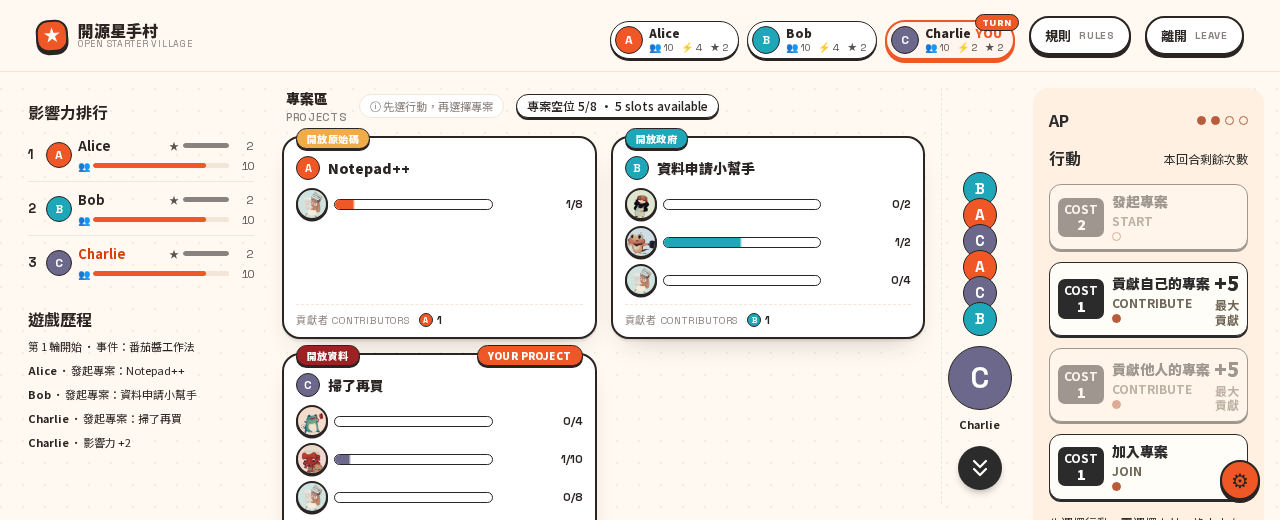 開源星手村
OPEN STARTER VILLAGE
A Alice
👥 10 ⚡ 4 ★ 2
B Bob
👥 10 ⚡ 4 ★ 2
TURN
C Charlie YOU
👥 10 ⚡ 2 ★ 2
規則 RULES
離開 LEAVE
影響力排行
1 A Alice ★ 2
👥 10
2 B Bob ★ 2
👥 10
3 C Charlie ★ 2
👥 10
遊戲歷程
第 1 輪開始 · 事件：番茄醬工作法
Alice · 發起專案：Notepad++
Bob · 發起專案：資料申請小幫手
Charlie · 發起專案：掃了再買
Charlie · 影響力 +2
專案區
PROJECTS
ⓘ 先選行動，再選擇專案
專案空位 5/8 · 5 slots available
開放原始碼
A Notepad++
1/8
貢獻者 CONTRIBUTORS A 1
開放政府
B 資料申請小幫手
0/2
1/2
0/4
貢獻者 CONTRIBUTORS B 1
開放資料
YOUR PROJECT
C 掃了再買
0/4
1/10
0/8
B
A
C
A
C
B
C
Charlie
AP
行動 本回合剩餘次數
COST 2
發起專案
START
COST 1
貢獻自己的專案 +5
CONTRIBUTE 最大貢獻
COST 1
貢獻他人的專案 +5
CONTRIBUTE 最大貢獻
COST 1
加入專案
JOIN